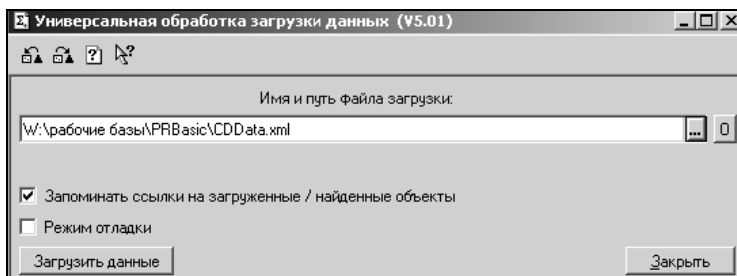 Универсальная обработка загрузки данных (V5.01)
Имя и путь файла загрузки:
W:\рабочие базы\PRBasic\CDData.xml ... 0
Запоминать ссылки на загруженные / найденные объекты
Режим отладки
Загрузить данные Закрыть